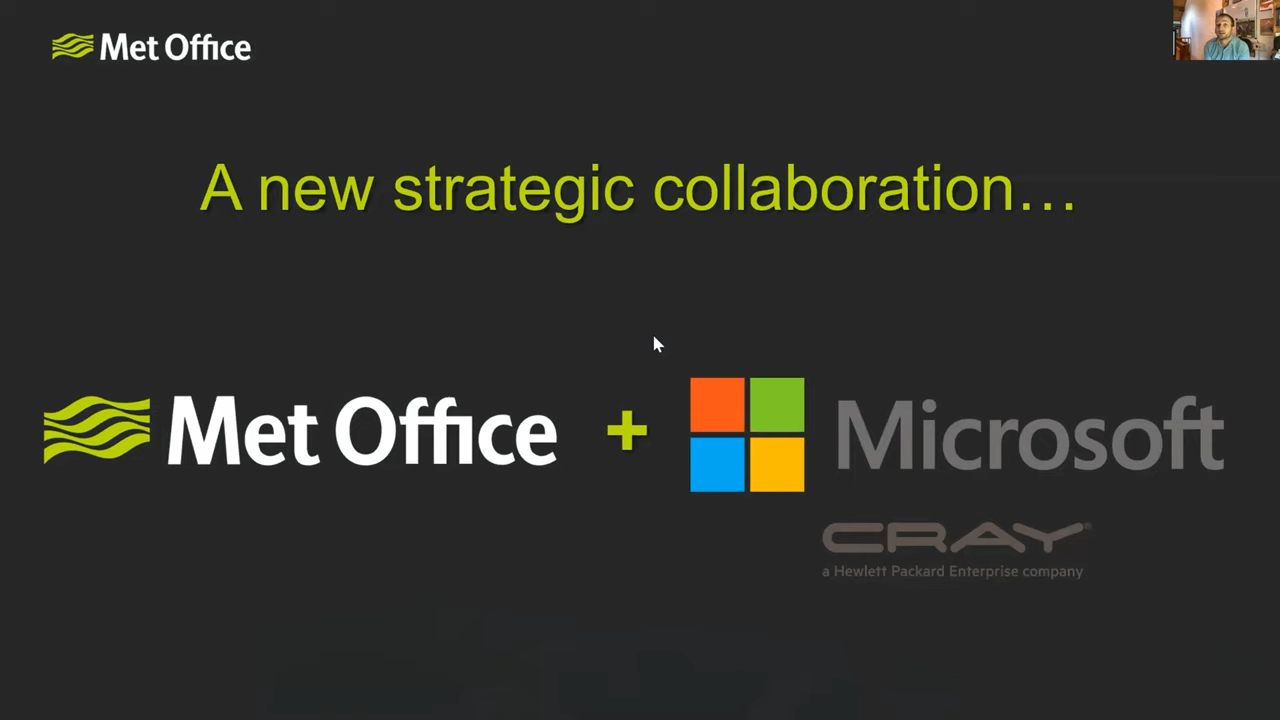 Met Office
A new strategic collaboration…
Met Office + Microsoft
CRAY®
a Hewlett Packard Enterprise company